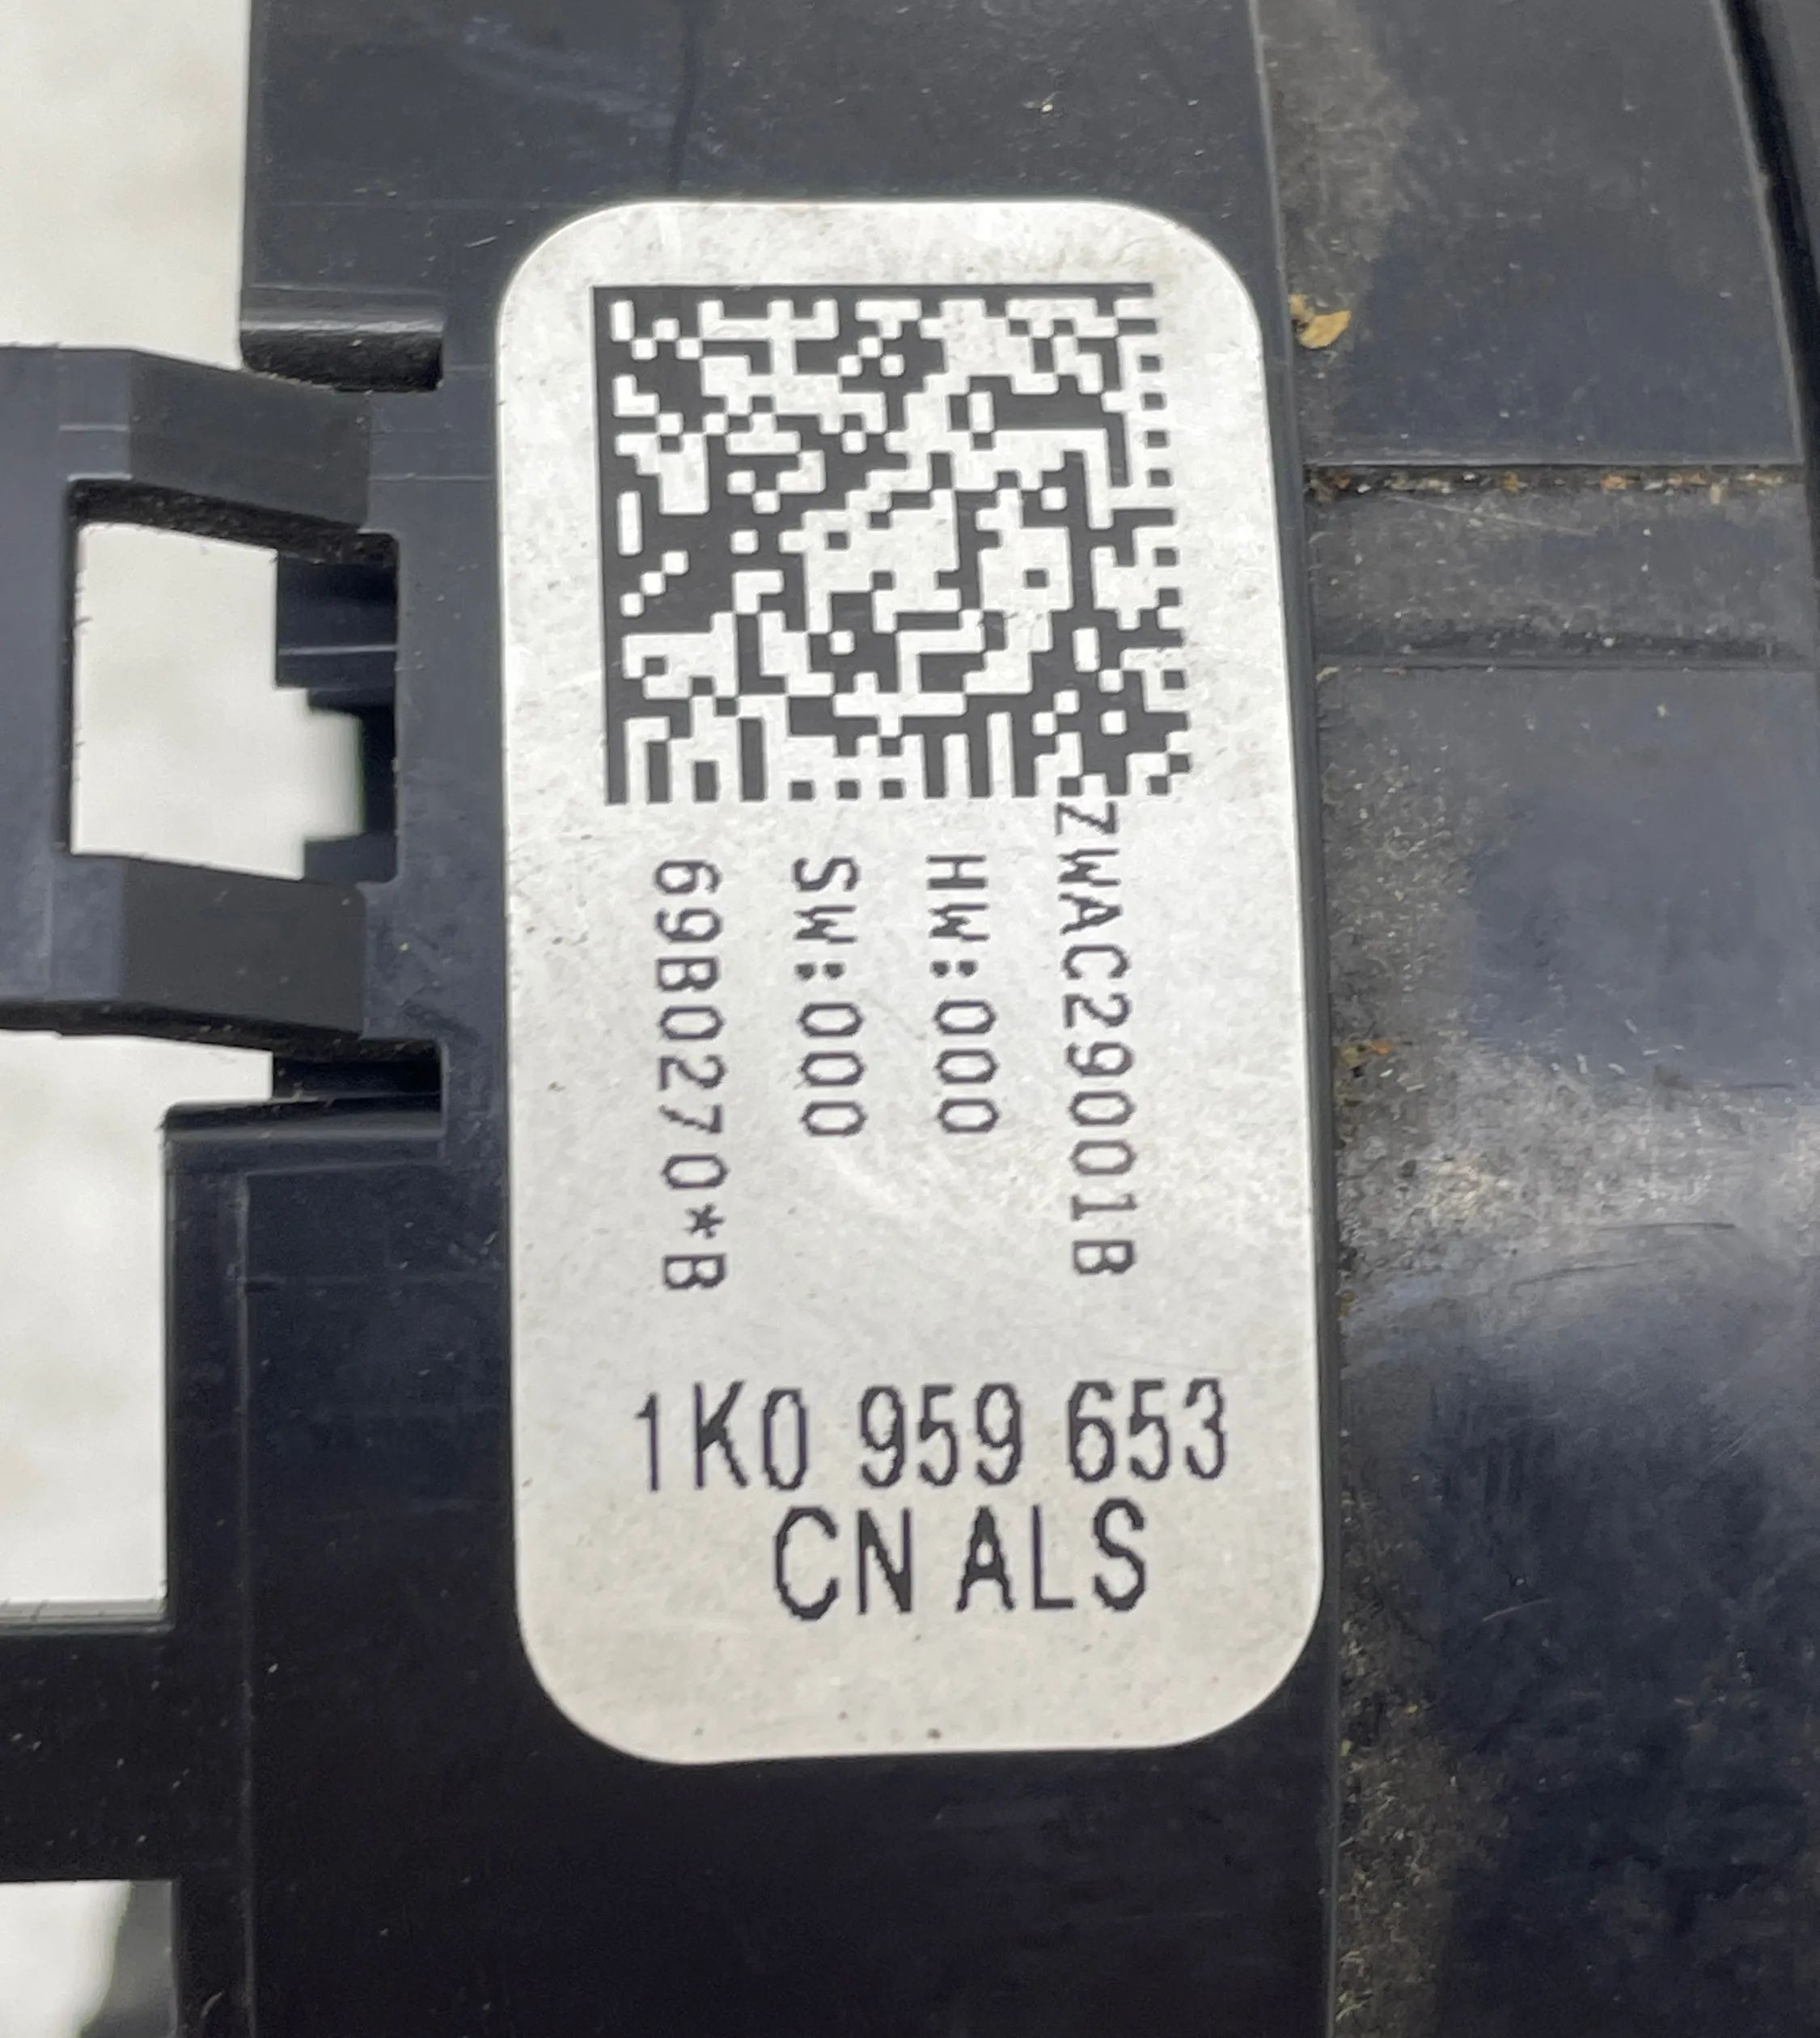 ZWAC29001B
HW:000
SW:000
69B0270*B
1K0 959 653
CN ALS